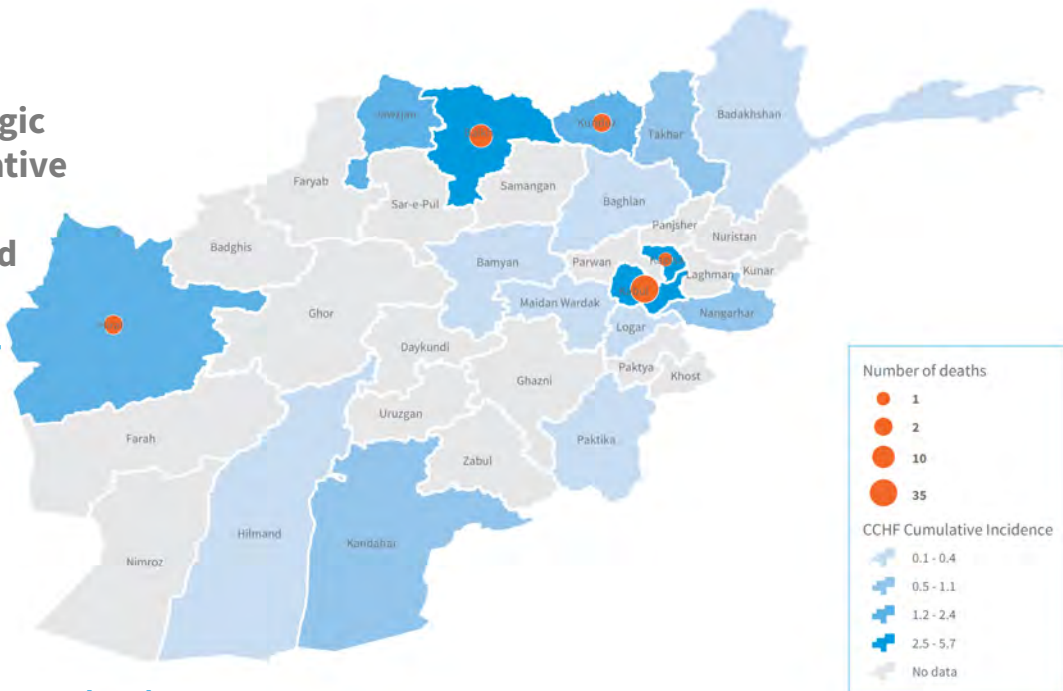 gic
ative
d
Badakhshan
Jawzjan
Kunduz
Takhar
Faryab
Samangan
Sar-e-Pul
Baghlan
Panjsher
Nuristan
Badghis
Bamyan
Parwan
Laghman
Kunar
Ghor
Maidan Wardak
Nangarhar
Logar
Daykundi
Ghazni
Paktya
Khost
Uruzgan
Farah
Zabul
Paktika
Hilmand
Kandahar
Nimroz
Number of deaths
1
2
10
35
CCHF Cumulative Incidence
0.1 - 0.4
0.5 - 1.1
1.2 - 2.4
2.5 - 5.7
No data